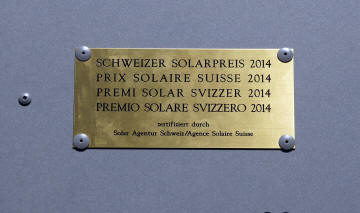 SCHWEIZER SOLARPREIS 2014
PRIX SOLAIRE SUISSE 2014
PREMI SOLAR SVIZZER 2014
PREMIO SOLARE SVIZZERO 2014
zertifiziert durch
Solar Agentur Schweiz/Agence Solaire Suisse